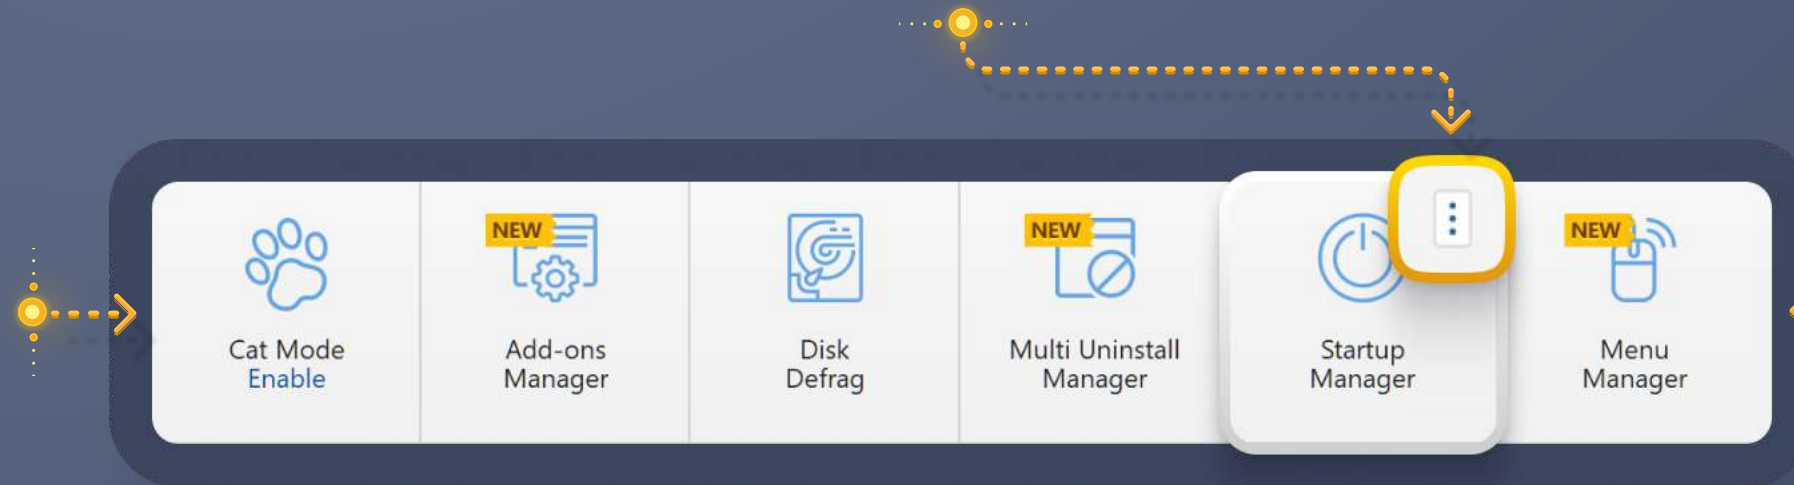 Cat Mode
Enable
NEW
Add-ons
Manager
Disk
Defrag
NEW
Multi Uninstall
Manager
Startup
Manager
NEW
Menu
Manager